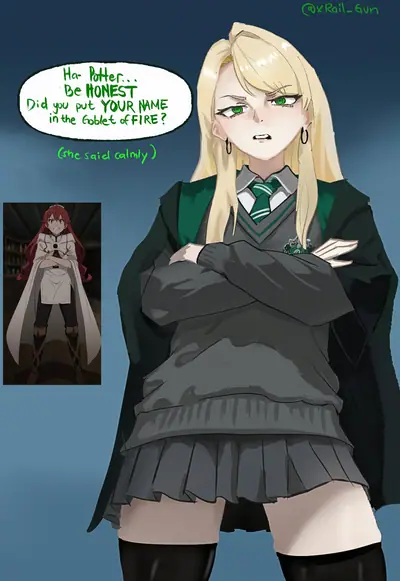 @xRail_Gun
Har Potter...
Be HONEST
Did you put YOUR NAME
in the Goblet of FIRE?
(she said calmly)